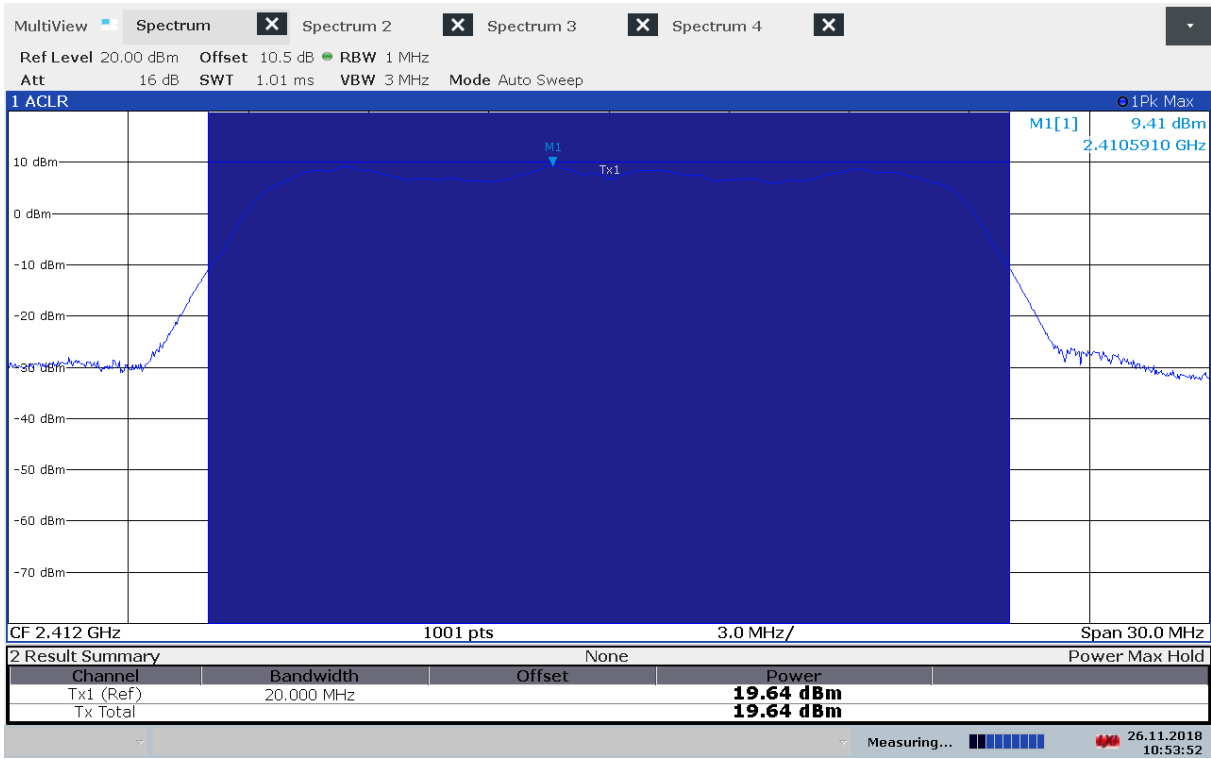 MultiView Spectrum X Spectrum 2 X Spectrum 3 X Spectrum 4 X
Ref Level 20.00 dBm Offset 10.5 dB RBW 1 MHz
Att 16 dB SWT 1.01 ms VBW 3 MHz Mode Auto Sweep
1 ACLR 1Pk Max
M1[1] 9.41 dBm
2.4105910 GHz
M1
10 dBm
Tx1
0 dBm
-10 dBm
-20 dBm
-30 dBm
-40 dBm
-50 dBm
-60 dBm
-70 dBm
CF 2.412 GHz 1001 pts 3.0 MHz/ Span 30.0 MHz
2 Result Summary None Power Max Hold
Channel Bandwidth Offset Power
Tx1 (Ref) 20.000 MHz 19.64 dBm
Tx Total 19.64 dBm
Measuring... 26.11.2018
10:53:52